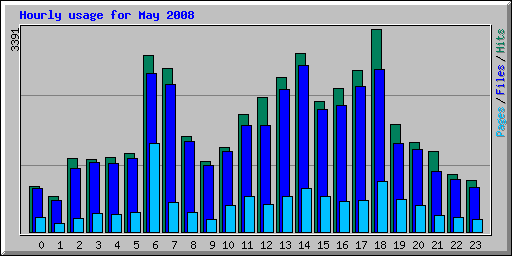 Hourly usage for May 2008
3391
Pages / Files / Hits
0 1 2 3 4 5 6 7 8 9 10 11 12 13 14 15 16 17 18 19 20 21 22 23